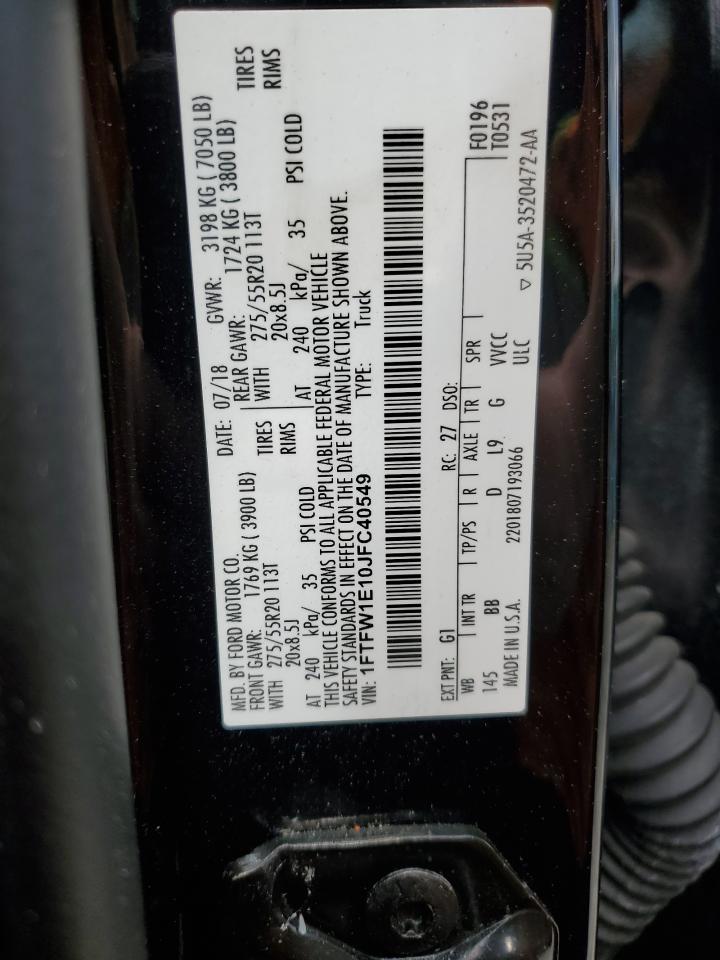 MFD. BY FORD MOTOR CO.
DATE: 07/18 GVWR: 3198 KG ( 7050 LB)
FRONT GAWR: 1769 KG ( 3900 LB) REAR GAWR: 1724 KG ( 3800 LB)
WITH 275/55R20 113T TIRES WITH 275/55R20 113T TIRES
20x8.5J RIMS 20x8.5J RIMS
AT 240 kPa/ 35 PSI COLD AT 240 kPa/ 35 PSI COLD
THIS VEHICLE CONFORMS TO ALL APPLICABLE FEDERAL MOTOR VEHICLE
SAFETY STANDARDS IN EFFECT ON THE DATE OF MANUFACTURE SHOWN ABOVE.
VIN: 1FTFW1E10JFC40549 TYPE: Truck
EXT PNT: G1 RC: 27 DSO: F0196
T0531
WB INT TR TP/PS R AXLE TR SPR
145 BB D L9 G VVCC
ULC
MADE IN U.S.A. 2201807193066
▽ 5U5A-3520472-AA